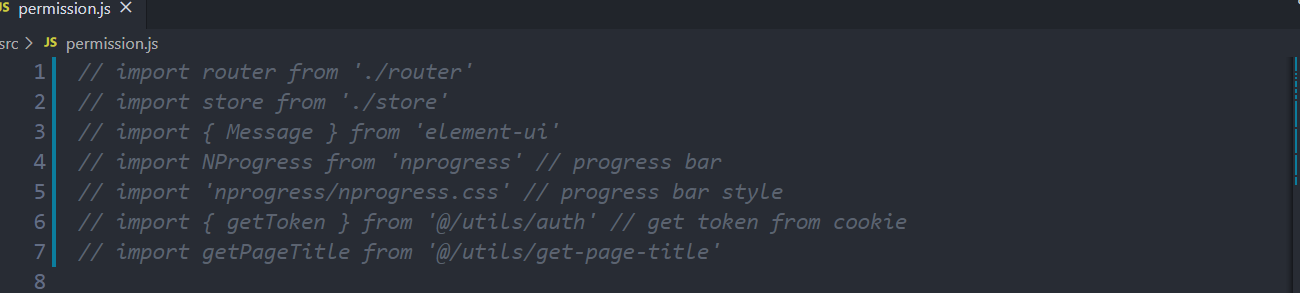 JS permission.js ×
src > JS permission.js
1 // import router from './router'
2 // import store from './store'
3 // import { Message } from 'element-ui'
4 // import NProgress from 'nprogress' // progress bar
5 // import 'nprogress/nprogress.css' // progress bar style
6 // import { getToken } from '@/utils/auth' // get token from cookie
7 // import getPageTitle from '@/utils/get-page-title'
8